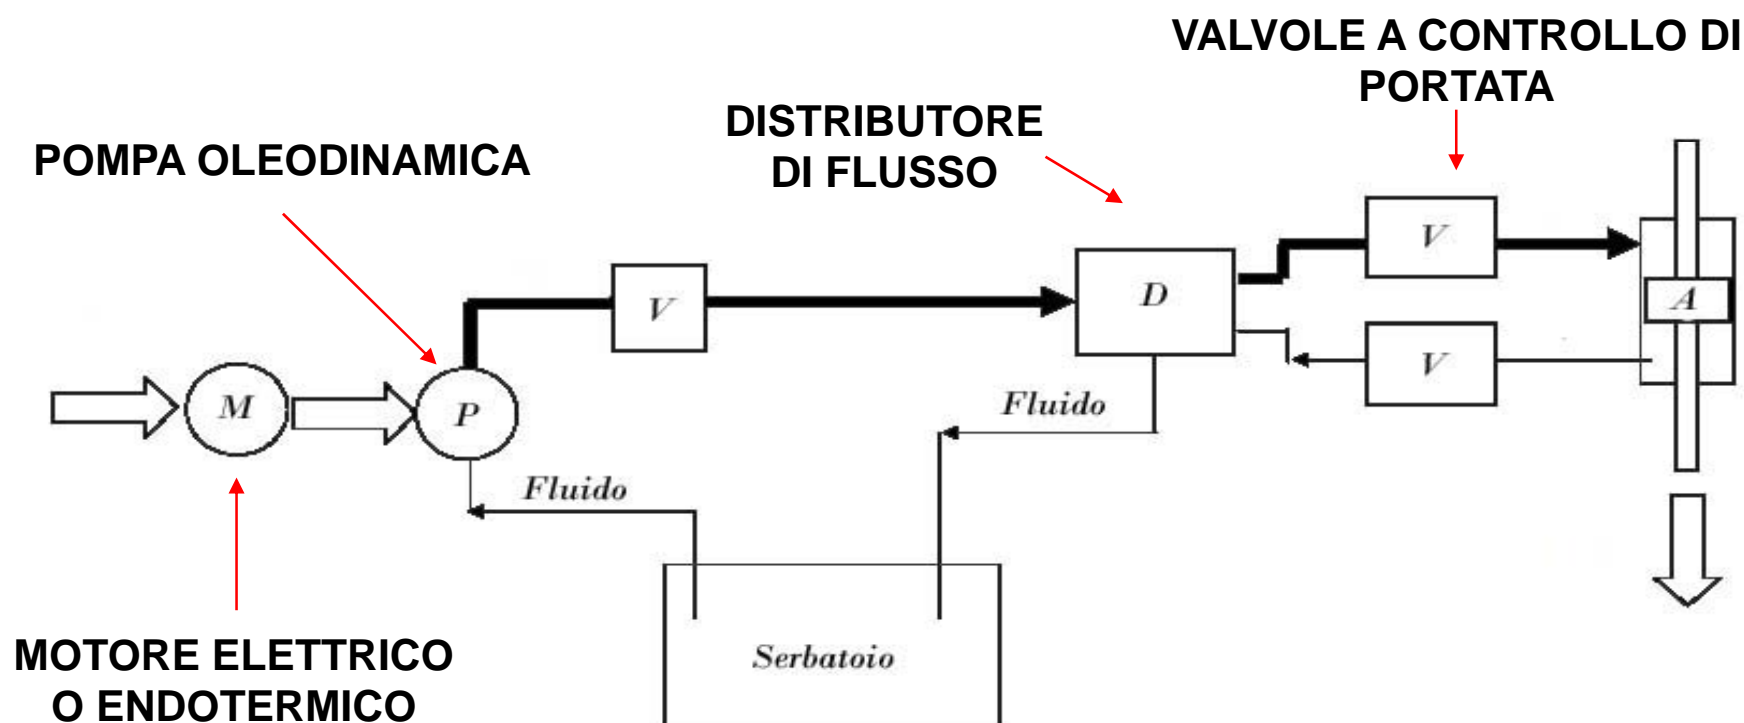 VALVOLE A CONTROLLO DI
PORTATA
DISTRIBUTORE
DI FLUSSO
POMPA OLEODINAMICA
V
D
V
A
V
M
P
Fluido
Fluido
Serbatoio
MOTORE ELETTRICO
O ENDOTERMICO